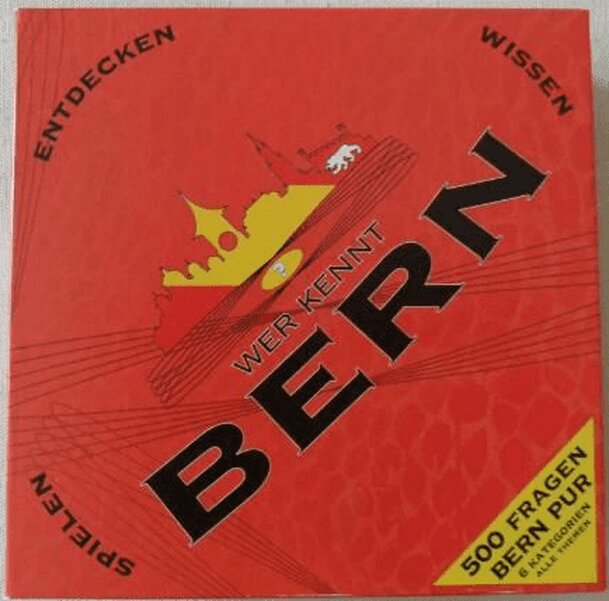 ENTDECKEN
WISSEN
WER KENNT
BERN
SPIELEN
500 FRAGEN
BERN PUR
6 KATEGORIEN
ALLE THEMEN